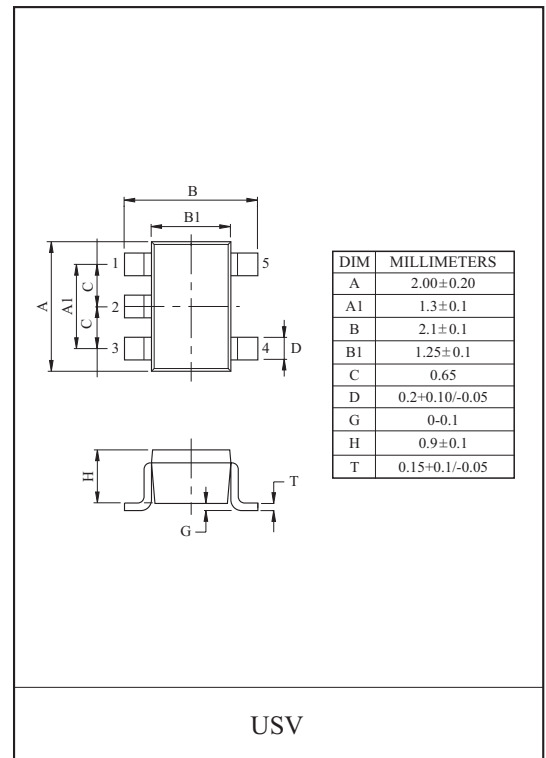 B
B1
1
5
C
A
A1
2
C
3
4
D
DIM MILLIMETERS
A 2.00±0.20
A1 1.3±0.1
B 2.1±0.1
B1 1.25±0.1
C 0.65
D 0.2+0.10/-0.05
G 0-0.1
H 0.9±0.1
T 0.15+0.1/-0.05
H
T
G
USV